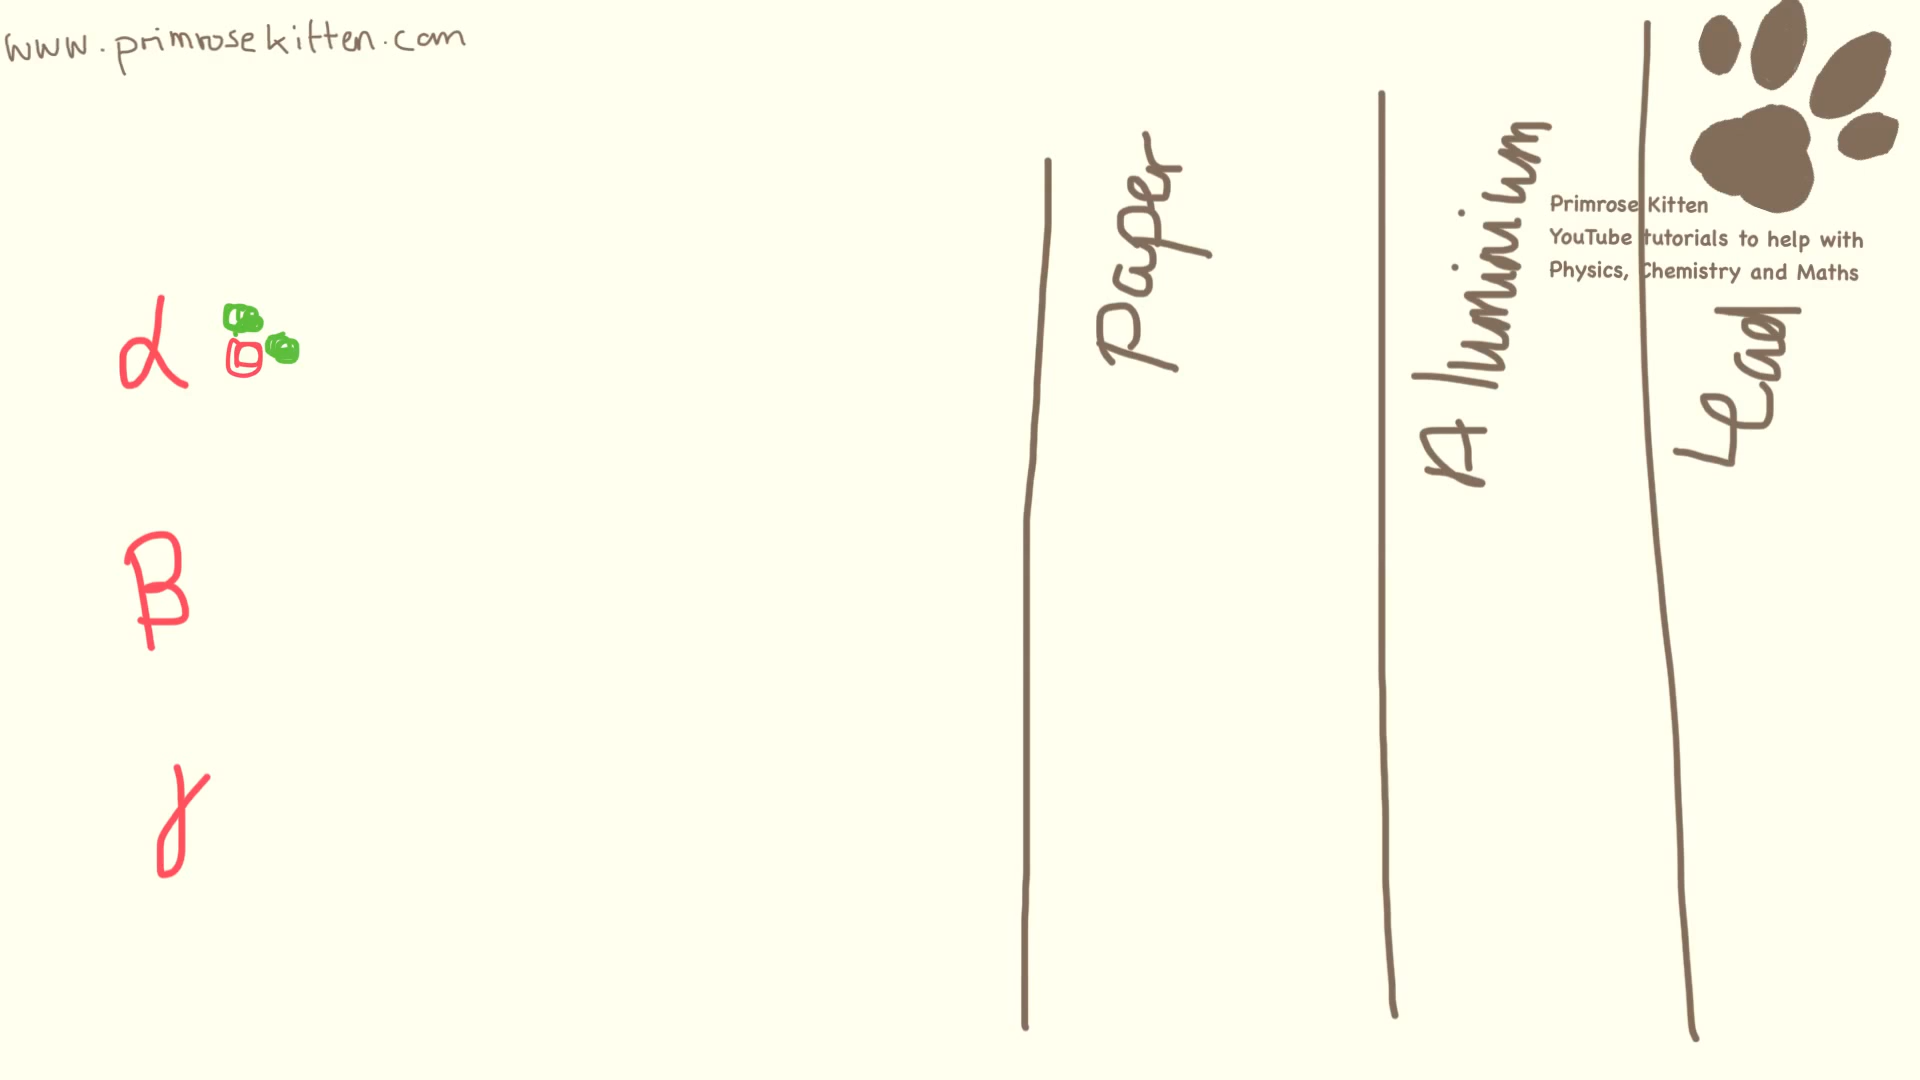 www.primrosekitten.com
Paper
Aluminium
Lead
Primrose Kitten
YouTube tutorials to help with
Physics, Chemistry and Maths
α
β
γ